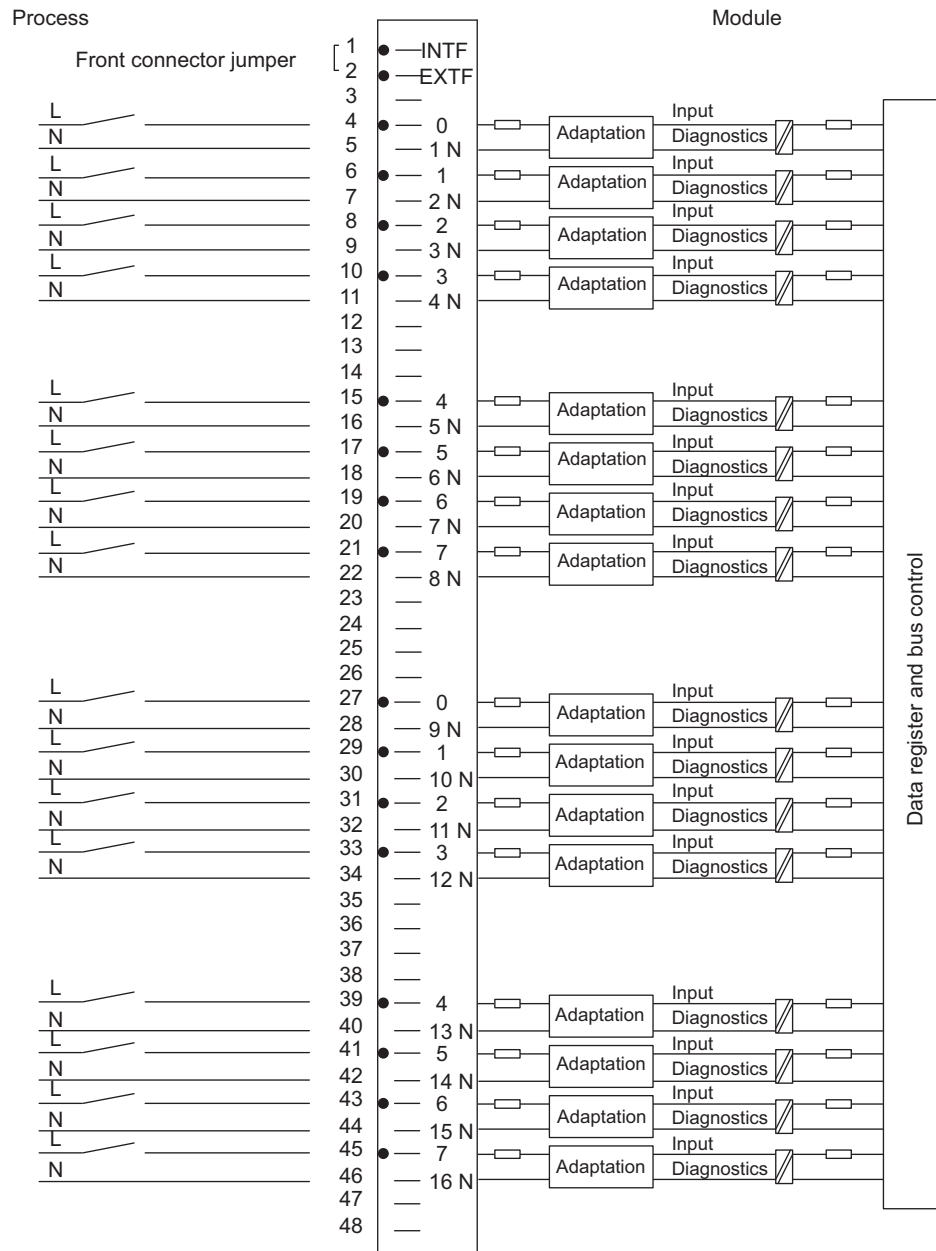 Process Module
Front connector jumper 1 INTF
2 EXTF
3
L 4 0 Adaptation Input
N 5 1 N Diagnostics
L 6 1 Adaptation Input
N 7 2 N Diagnostics
L 8 2 Adaptation Input
N 9 3 N Diagnostics
L 10 3 Adaptation Input
N 11 4 N Diagnostics
12
13
14
L 15 4 Adaptation Input
N 16 5 N Diagnostics
L 17 5 Adaptation Input
N 18 6 N Diagnostics
L 19 6 Adaptation Input
N 20 7 N Diagnostics
L 21 7 Adaptation Input
N 22 8 N Diagnostics
23
24
25
26
L 27 0 Adaptation Input
N 28 9 N Diagnostics
L 29 1 Adaptation Input
N 30 10 N Diagnostics
L 31 2 Adaptation Input
N 32 11 N Diagnostics
L 33 3 Adaptation Input
N 34 12 N Diagnostics
35
36
37
38
L 39 4 Adaptation Input
N 40 13 N Diagnostics
L 41 5 Adaptation Input
N 42 14 N Diagnostics
L 43 6 Adaptation Input
N 44 15 N Diagnostics
L 45 7 Adaptation Input
N 46 16 N Diagnostics
47
48
Data register and bus control